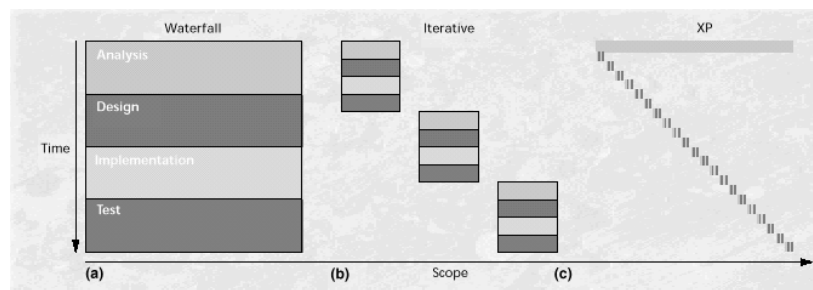 Waterfall
Iterative
XP
Analysis
Design
Time
Implementation
Test
(a)
(b)
Scope
(c)